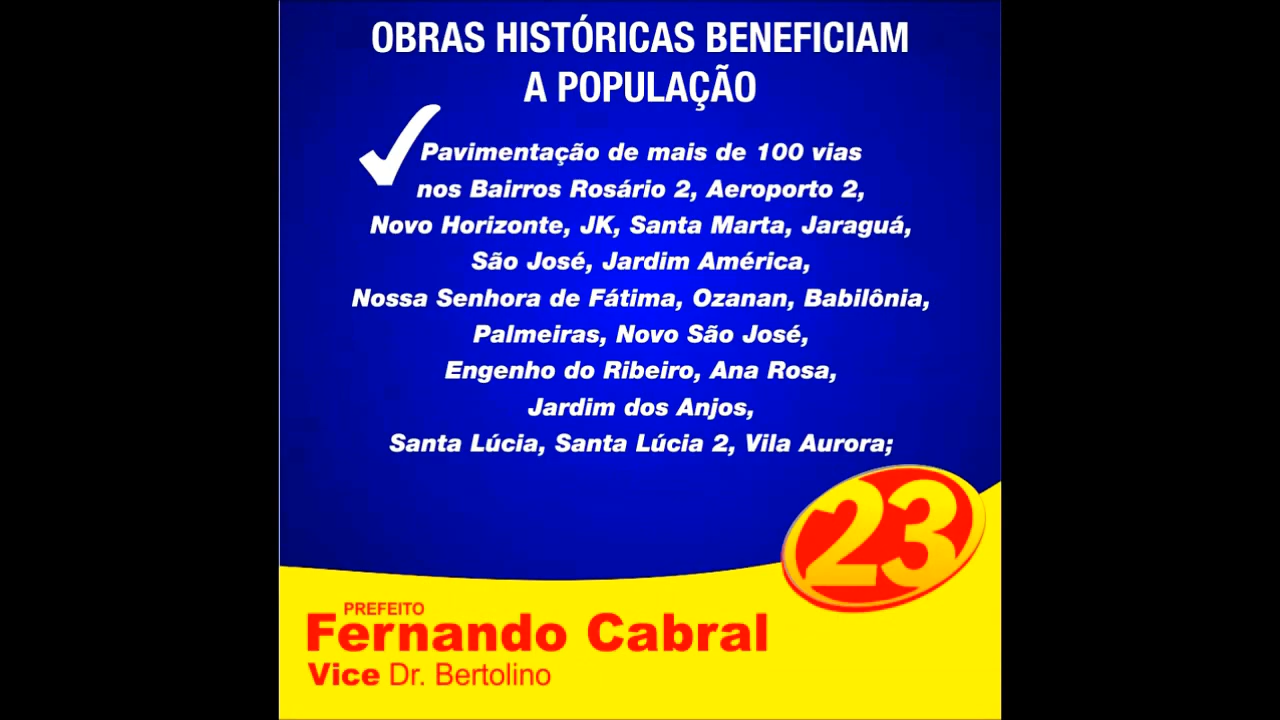 OBRAS HISTÓRICAS BENEFICIAM
A POPULAÇÃO
Pavimentação de mais de 100 vias
nos Bairros Rosário 2, Aeroporto 2,
Novo Horizonte, JK, Santa Marta, Jaraguá,
São José, Jardim América,
Nossa Senhora de Fátima, Ozanan, Babilônia,
Palmeiras, Novo São José,
Engenho do Ribeiro, Ana Rosa,
Jardim dos Anjos,
Santa Lúcia, Santa Lúcia 2, Vila Aurora;
23
PREFEITO
Fernando Cabral
Vice Dr. Bertolino